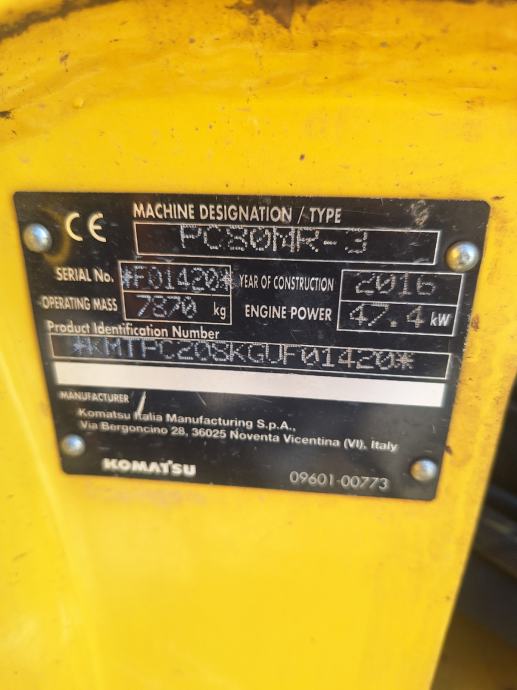 CE MACHINE DESIGNATION / TYPE
PC80MR-3
SERIAL No. *F01420* YEAR OF CONSTRUCTION 2016
OPERATING MASS 7870 kg ENGINE POWER 47.4 kW
Product Identification Number
*KMTPC208KGUF01420*
MANUFACTURER
Komatsu Italia Manufacturing S.p.A.,
Via Bergoncino 28, 36025 Noventa Vicentina (VI), Italy
KOMATSU 09601-00773